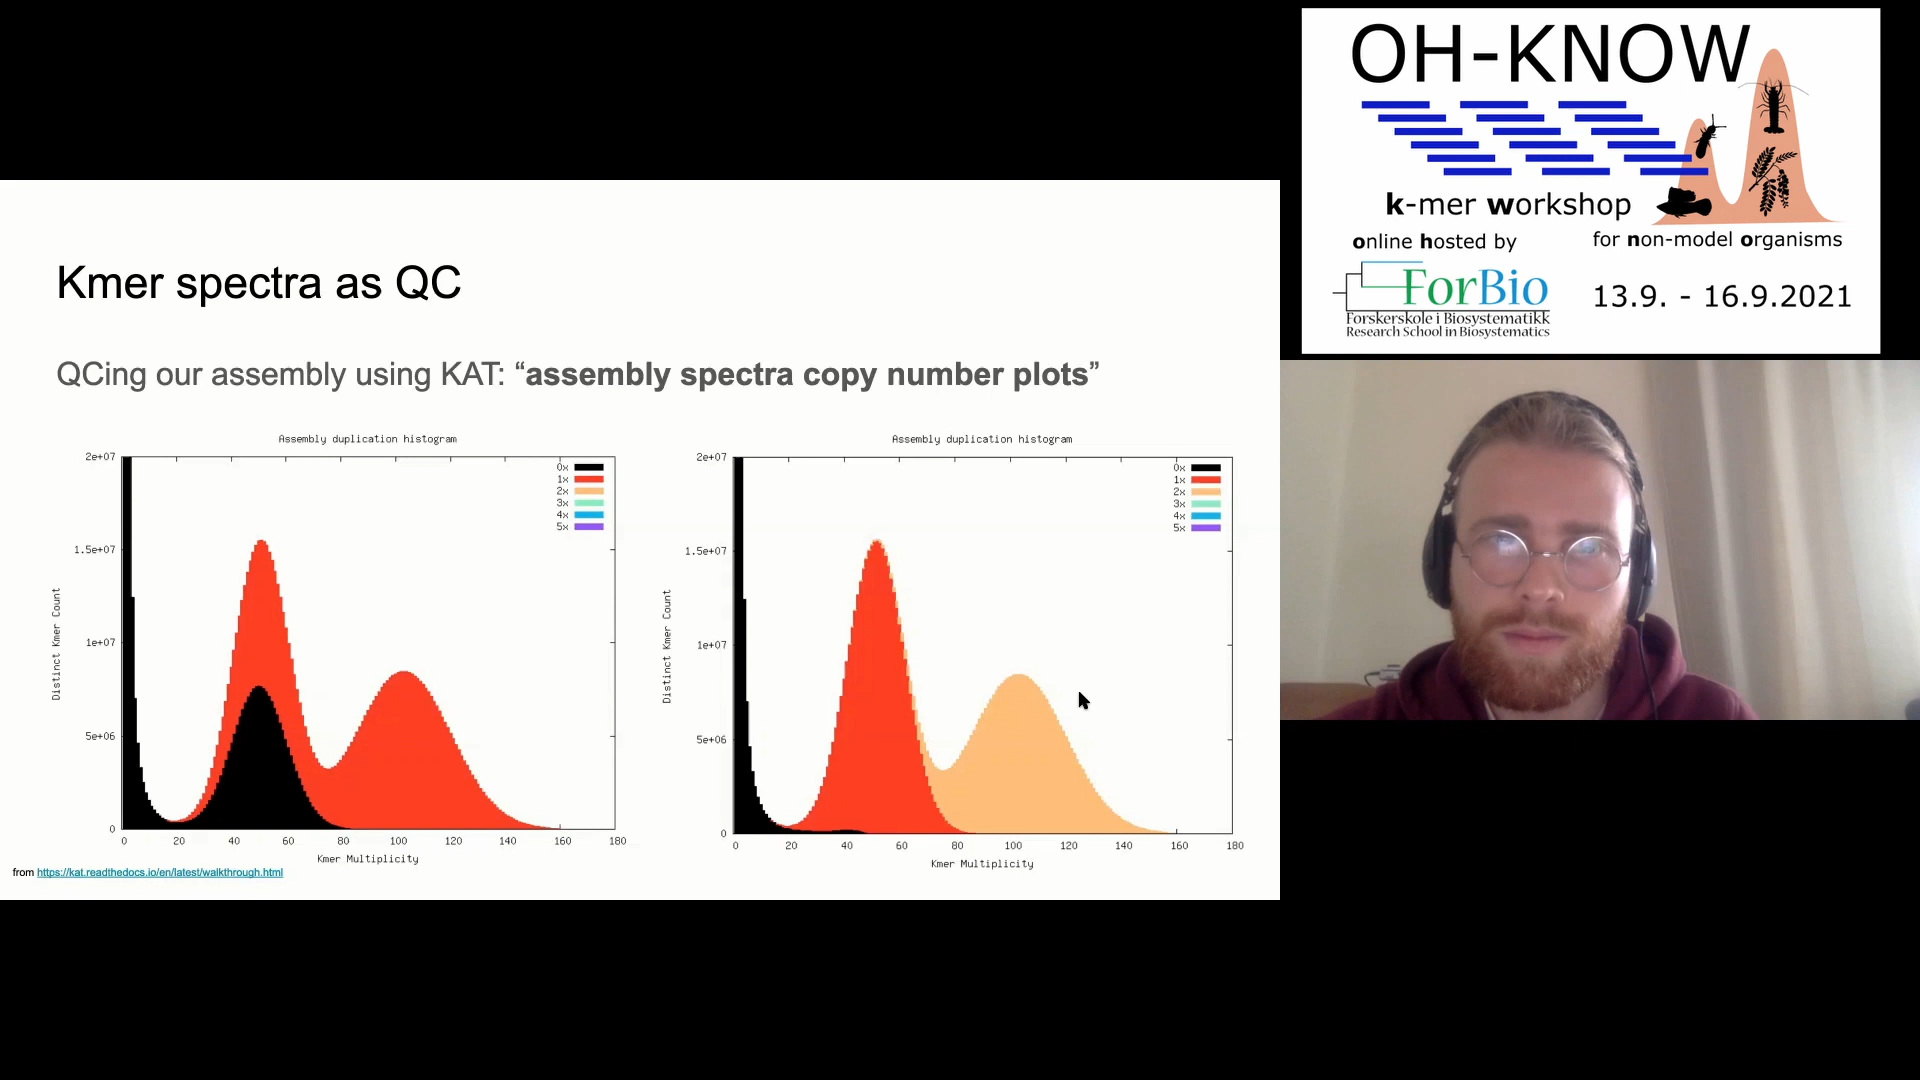 OH-KNOW
k-mer workshop
online hosted by
for non-model organisms
ForBio
Forskerskole i Biosystematikk
Research School in Biosystematics
13.9. - 16.9.2021
Kmer spectra as QC
QCing our assembly using KAT: “assembly spectra copy number plots”
Assembly duplication histogram
2e+07
1.5e+07
1e+07
5e+06
0
Distinct Kmer Count
0x
1x
2x
3x
4x
5x
0 20 40 60 80 100 120 140 160 180
Kmer Multiplicity
Assembly duplication histogram
2e+07
1.5e+07
1e+07
5e+06
0
Distinct Kmer Count
0x
1x
2x
3x
4x
5x
0 20 40 60 80 100 120 140 160 180
Kmer Multiplicity
from https://kat.readthedocs.io/en/latest/walkthrough.html